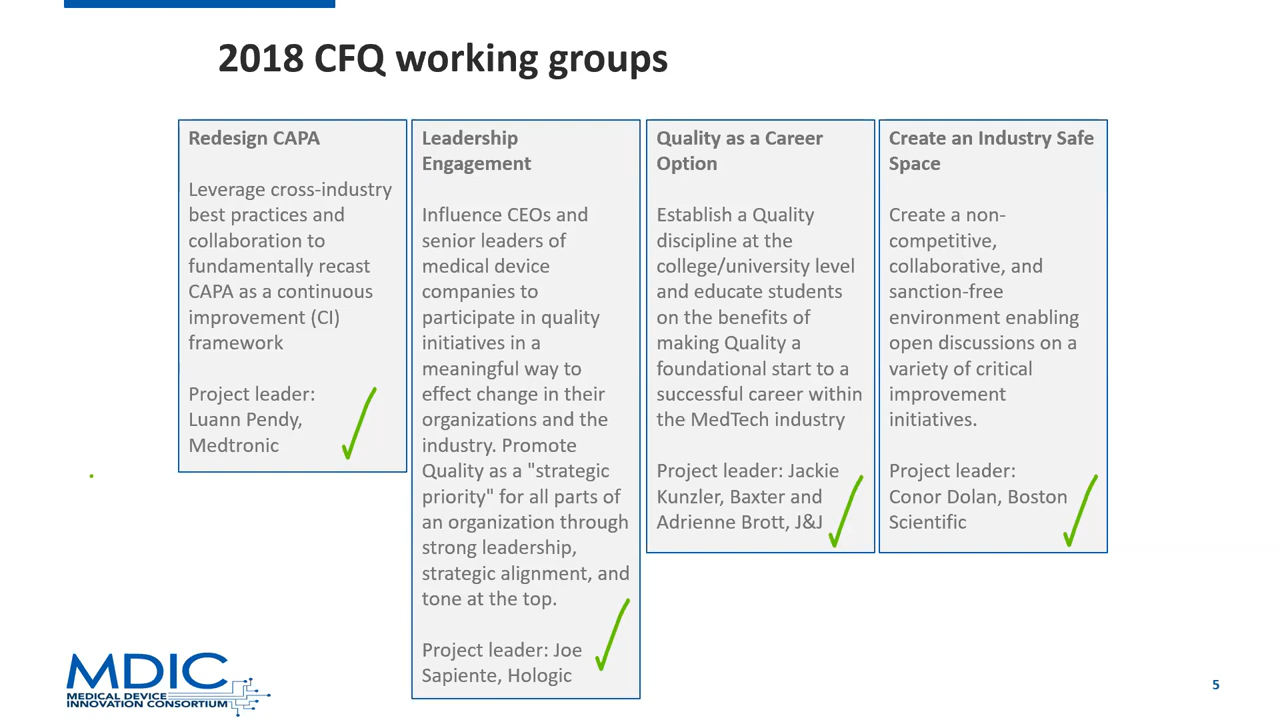 2018 CFQ working groups
Redesign CAPA
Leverage cross-industry
best practices and
collaboration to
fundamentally recast
CAPA as a continuous
improvement (CI)
framework
Project leader:
Luann Pendy,
Medtronic
Leadership
Engagement
Influence CEOs and
senior leaders of
medical device
companies to
participate in quality
initiatives in a
meaningful way to
effect change in their
organizations and the
industry. Promote
Quality as a "strategic
priority" for all parts of
an organization through
strong leadership,
strategic alignment, and
tone at the top.
Project leader: Joe
Sapiente, Hologic
Quality as a Career
Option
Establish a Quality
discipline at the
college/university level
and educate students
on the benefits of
making Quality a
foundational start to a
successful career within
the MedTech industry
Project leader: Jackie
Kunzler, Baxter and
Adrienne Brott, J&J
Create an Industry Safe
Space
Create a non-
competitive,
collaborative, and
sanction-free
environment enabling
open discussions on a
variety of critical
improvement
initiatives.
Project leader:
Conor Dolan, Boston
Scientific
MDIC
MEDICAL DEVICE
INNOVATION CONSORTIUM
5